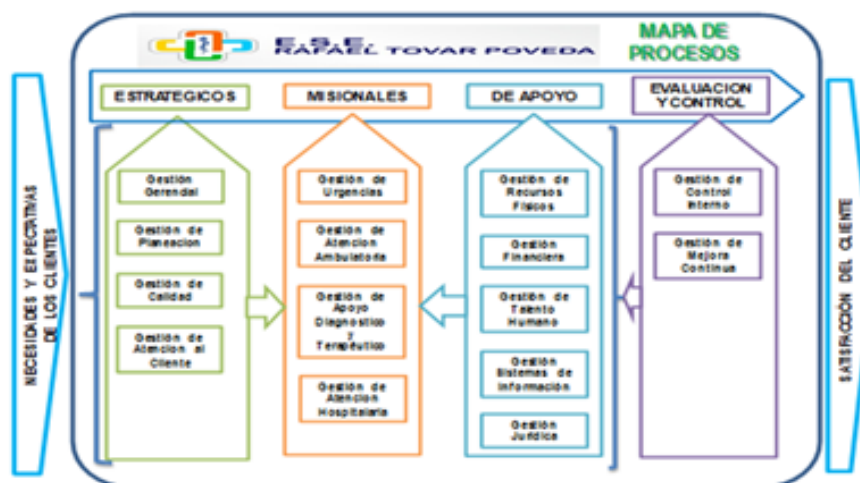 E.S.E.
RAFAEL TOVAR POVEDA
MAPA DE
PROCESOS
NECESIDADES Y EXPECTATIVAS
DE LOS CLIENTES
ESTRATEGICOS
Gestión
Gerencial
Gestión de
Planeacion
Gestión de
Calidad
Gestión de
Atencion al
Cliente
MISIONALES
Gestión de
Urgencias
Gestión de
Atencion
Ambulatoria
Gestión de
Apoyo
Diagnostico
y
Terapéutico
Gestión de
Atencion
Hospitalaria
DE APOYO
Gestión de
Recursos
Físicos
Gestión
Financiera
Gestión de
Talento
Humano
Gestión
Sistemas de
Información
Gestión
Jurídica
EVALUACION
Y CONTROL
Gestión de
Control
Interno
Gestión de
Mejora
Continua
SATISFACCIÓN DEL CLIENTE